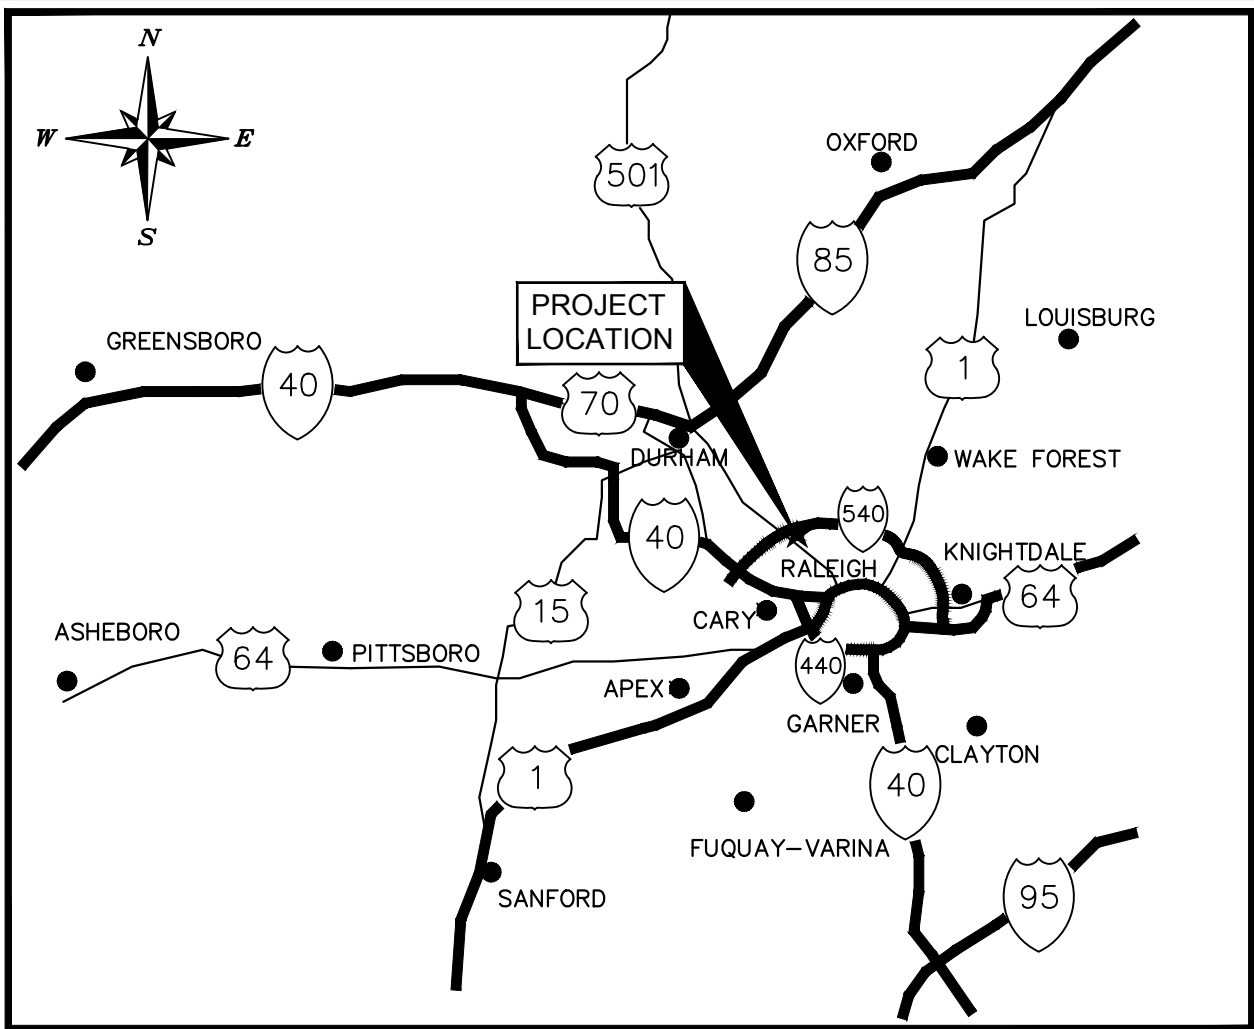 N
W E
S
501
OXFORD
85
PROJECT
LOCATION
LOUISBURG
GREENSBORO
40
70
1
DURHAM
WAKE FOREST
540
40
KNIGHTDALE
RALEIGH
64
15
CARY
ASHEBORO
64
PITTSBORO
440
APEX
GARNER
CLAYTON
1
40
FUQUAY-VARINA
SANFORD
95